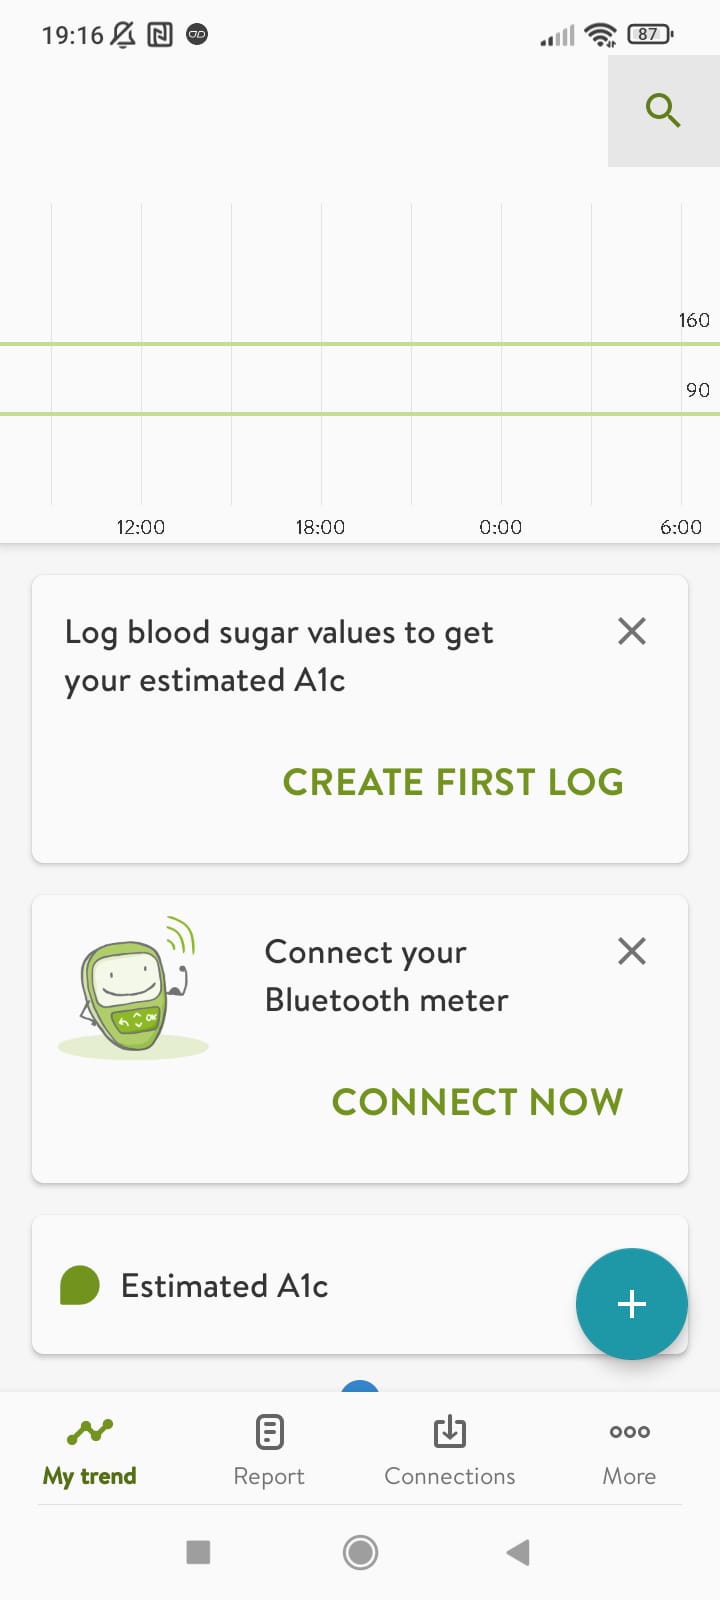 19:16
87
160
90
12:00 18:00 0:00 6:00
Log blood sugar values to get
your estimated A1c
CREATE FIRST LOG
OK
Connect your
Bluetooth meter
CONNECT NOW
Estimated A1c
+
My trend Report Connections More